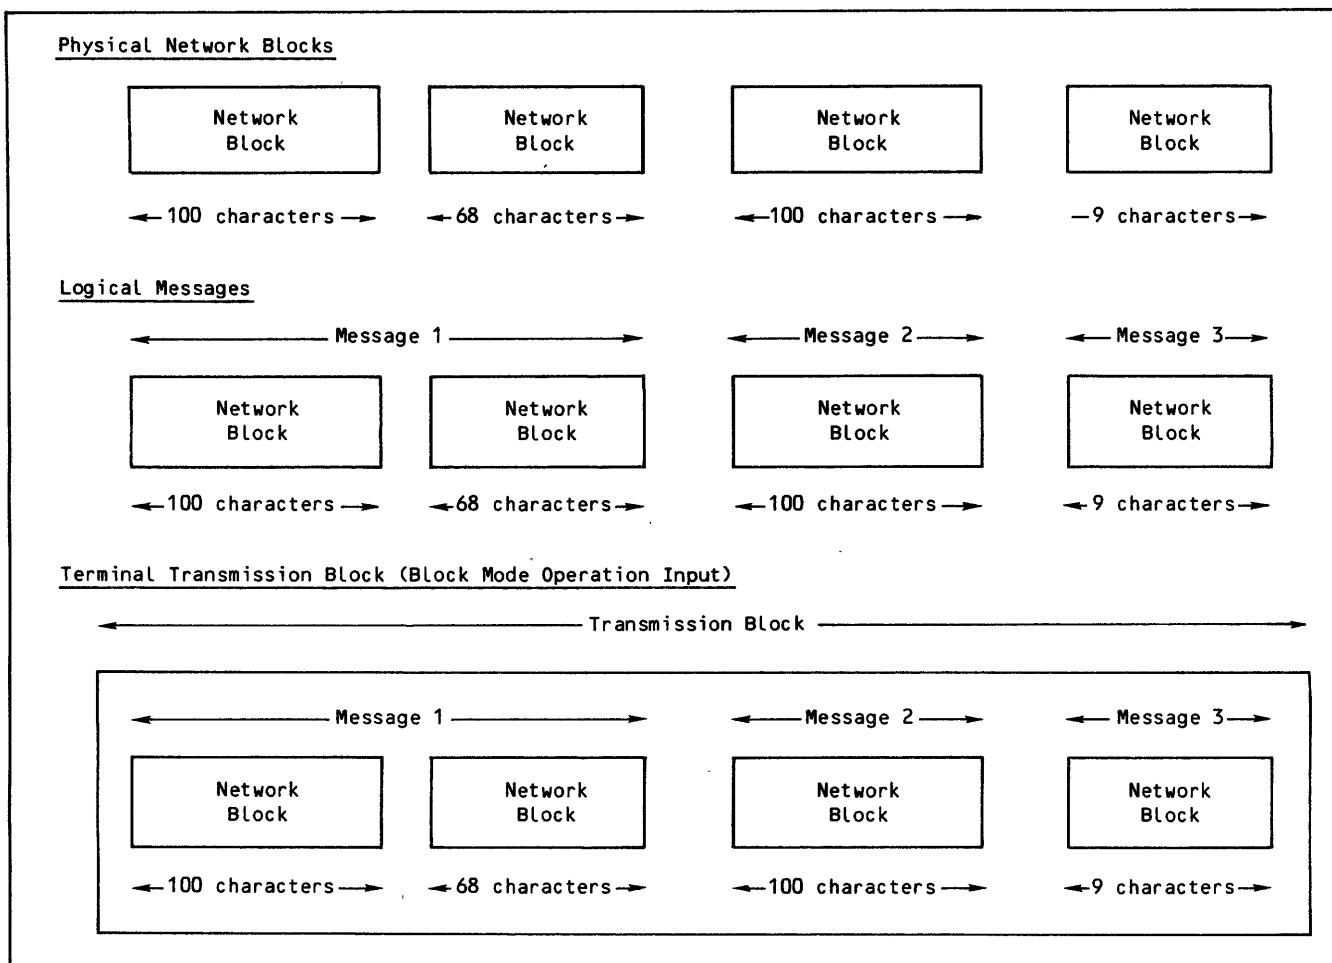 Physical Network Blocks
Network Block
Network Block
Network Block
Network Block
100 characters
68 characters
100 characters
9 characters
Logical Messages
Message 1
Message 2
Message 3
Network Block
Network Block
Network Block
Network Block
100 characters
68 characters
100 characters
9 characters
Terminal Transmission Block (Block Mode Operation Input)
Transmission Block
Message 1
Message 2
Message 3
Network Block
Network Block
Network Block
Network Block
100 characters
68 characters
100 characters
9 characters